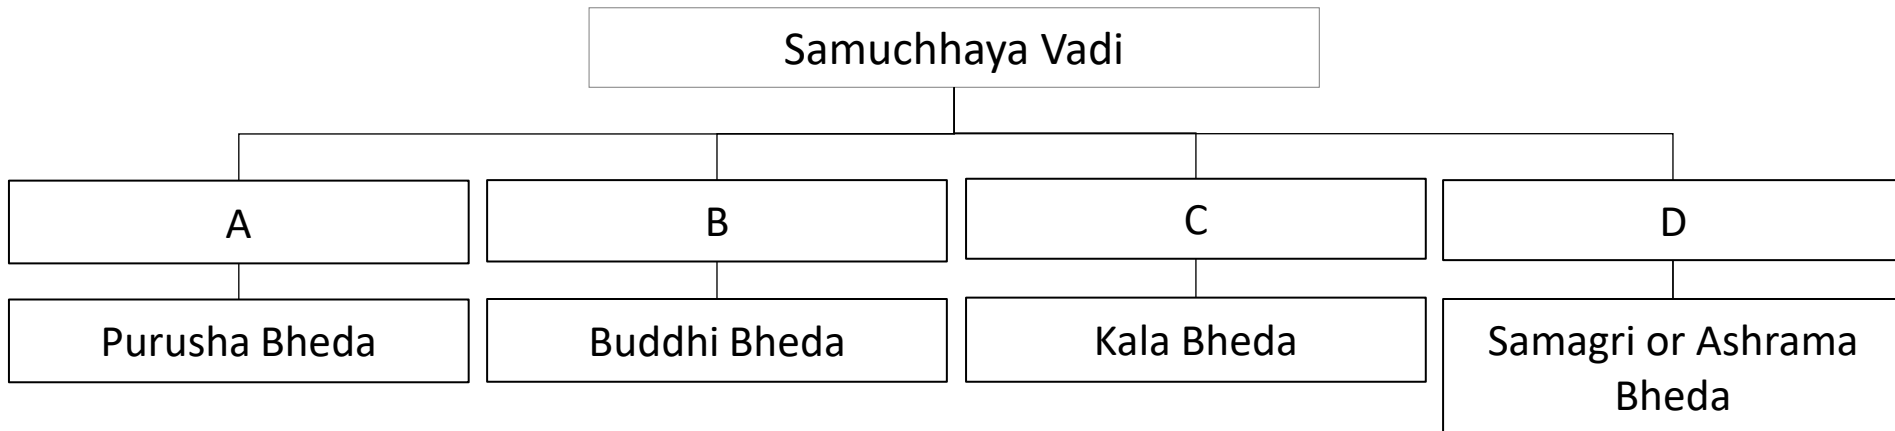 Samuchhaya Vadi
A
B
C
D
Purusha Bheda
Buddhi Bheda
Kala Bheda
Samagri or Ashrama
Bheda